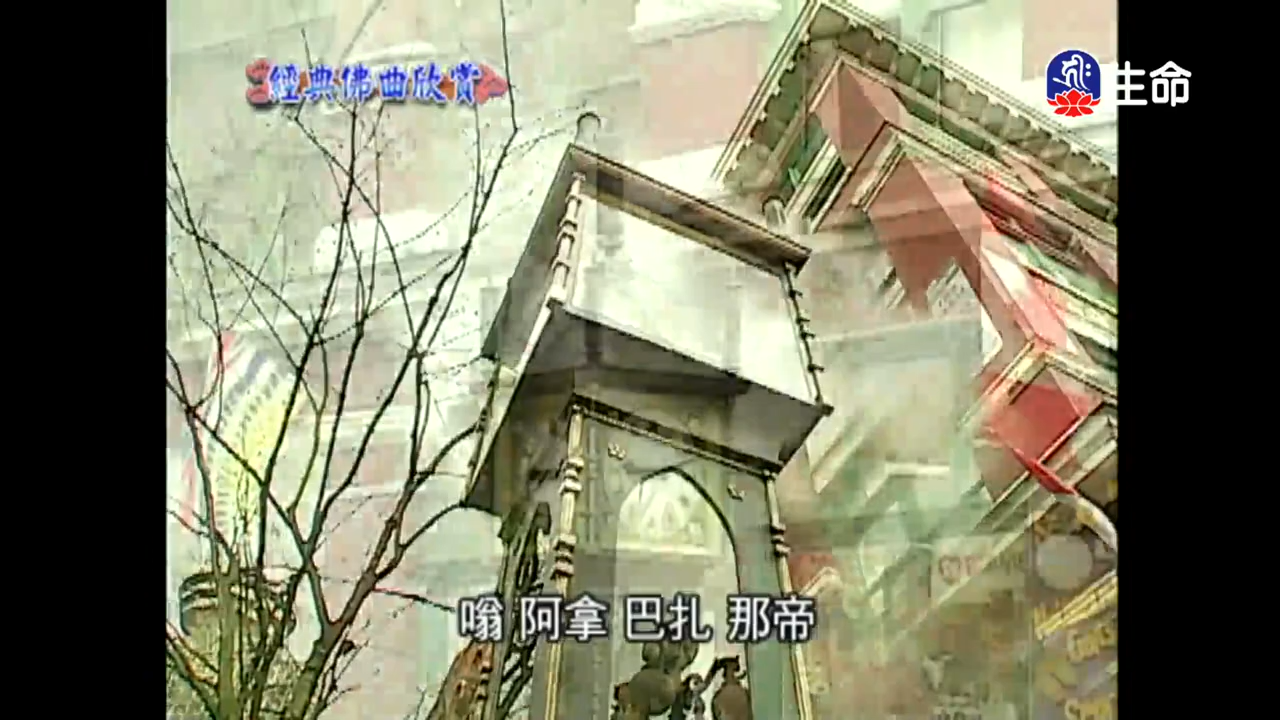 經典佛曲欣賞
生命
嗡 阿拿 巴扎 那帝